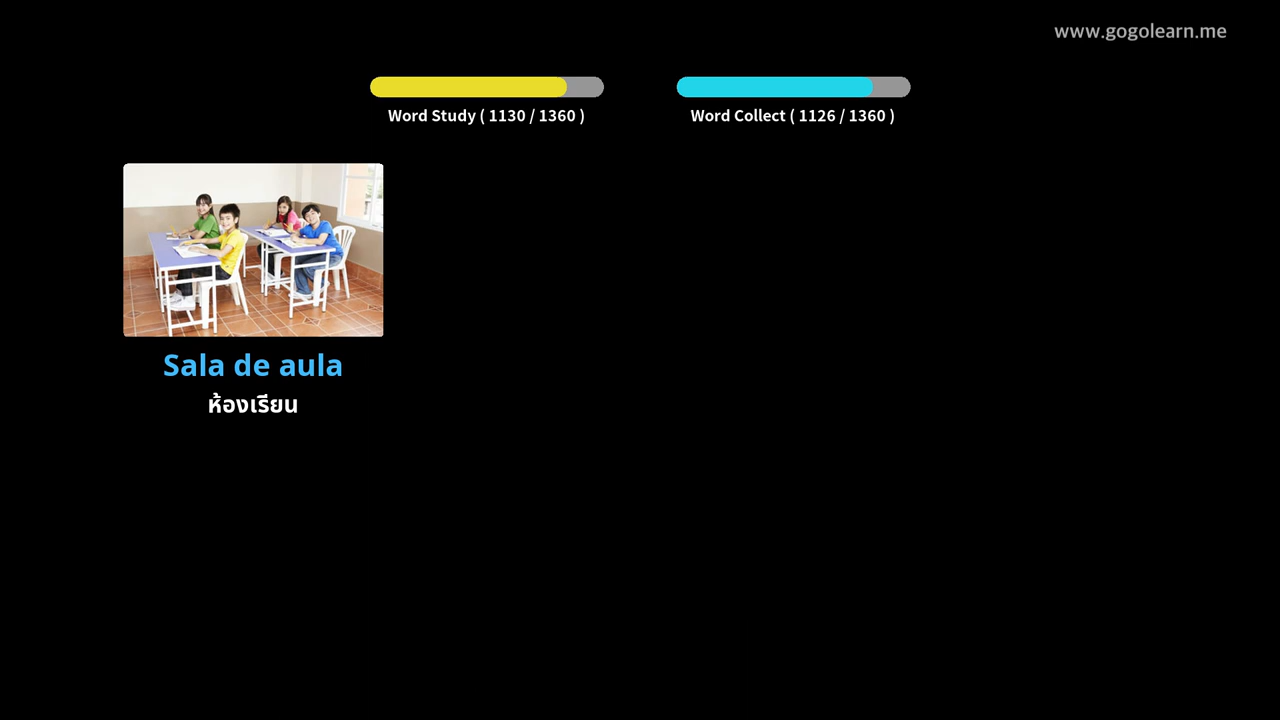 www.gogolearn.me
Word Study ( 1130 / 1360 )
Word Collect ( 1126 / 1360 )
Sala de aula
ห้องเรียน